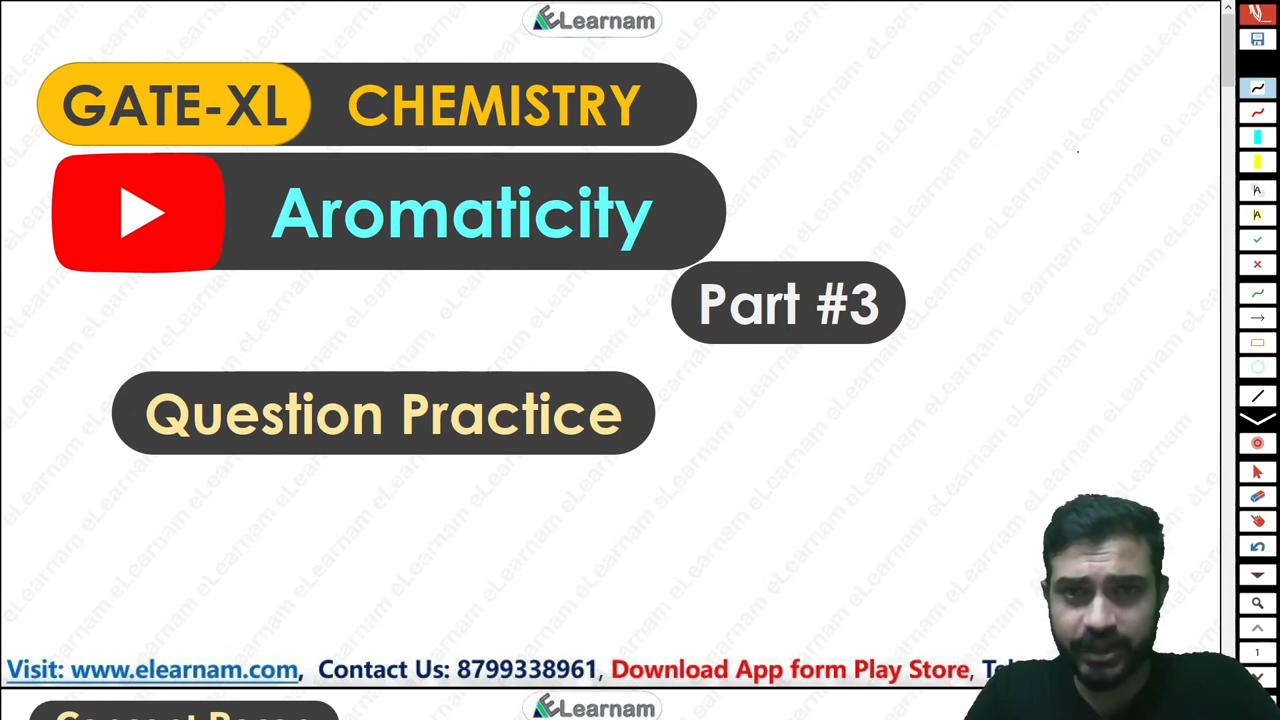 ELearnam
GATE-XL CHEMISTRY
Aromaticity
Part #3
Question Practice
Visit: www.elearnam.com, Contact Us: 8799338961, Download App form Play Store,
ELearnam